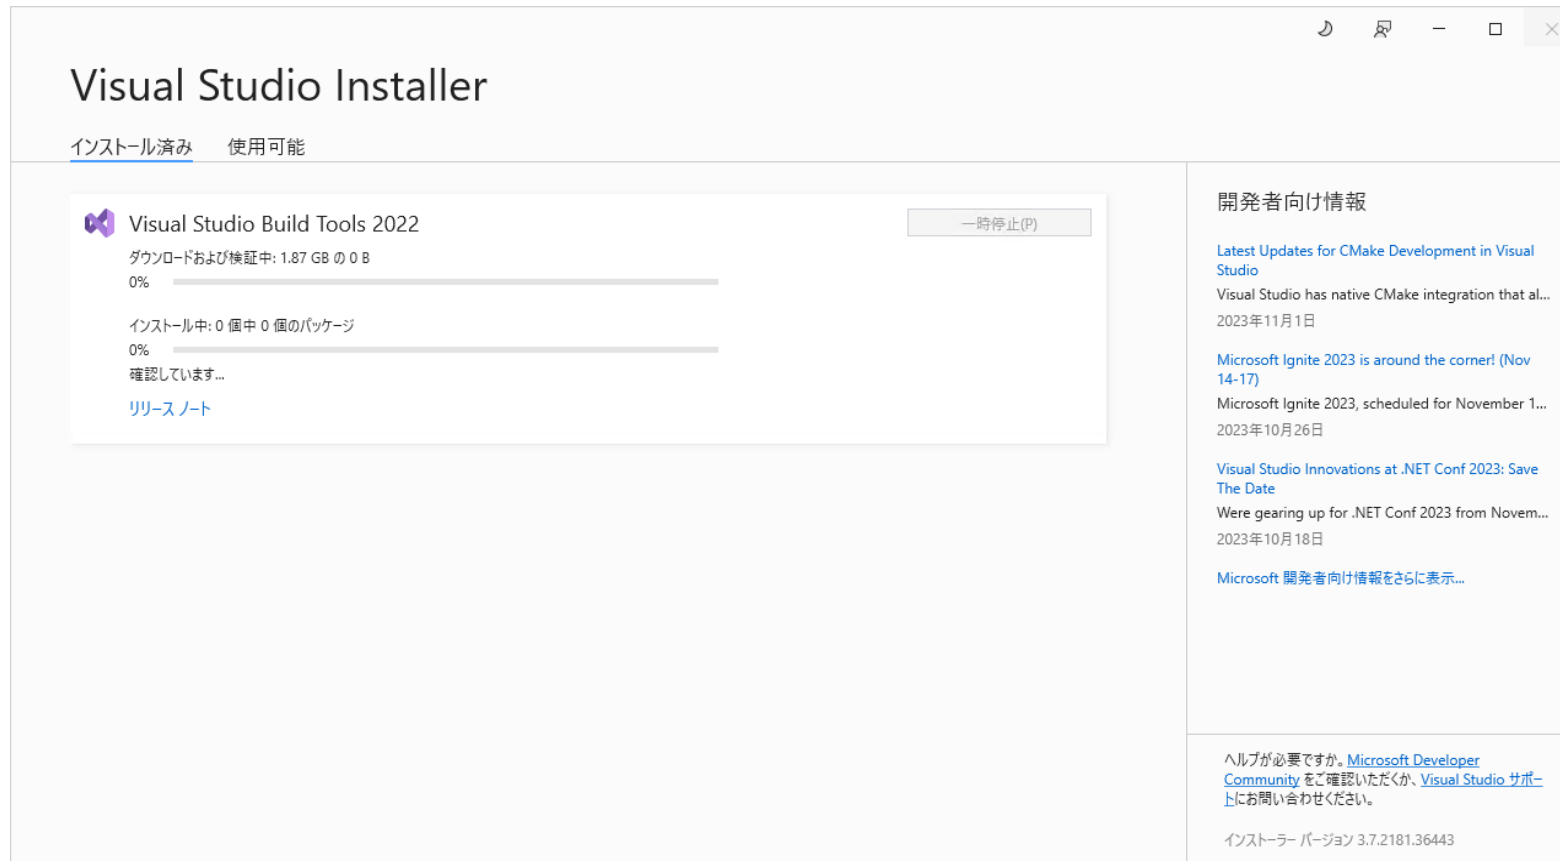 Visual Studio Installer
インストール済み 使用可能
Visual Studio Build Tools 2022
一時停止(P)
ダウンロードおよび検証中: 1.87 GB の 0 B
0%
インストール中: 0 個中 0 個のパッケージ
0%
確認しています...
リリース ノート
開発者向け情報
Latest Updates for CMake Development in Visual
Studio
Visual Studio has native CMake integration that al...
2023年11月1日
Microsoft Ignite 2023 is around the corner! (Nov
14-17)
Microsoft Ignite 2023, scheduled for November 1...
2023年10月26日
Visual Studio Innovations at .NET Conf 2023: Save
The Date
Were gearing up for .NET Conf 2023 from Novem...
2023年10月18日
Microsoft 開発者向け情報をさらに表示...
ヘルプが必要ですか。Microsoft Developer
Community をご確認いただくか、Visual Studio サポー
トにお問い合わせください。
インストーラー バージョン 3.7.2181.36443